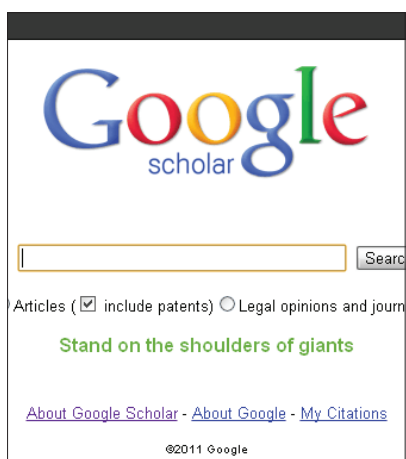 Google
scholar
Searc
Articles ( include patents) Legal opinions and journ
Stand on the shoulders of giants
About Google Scholar - About Google - My Citations
©2011 Google